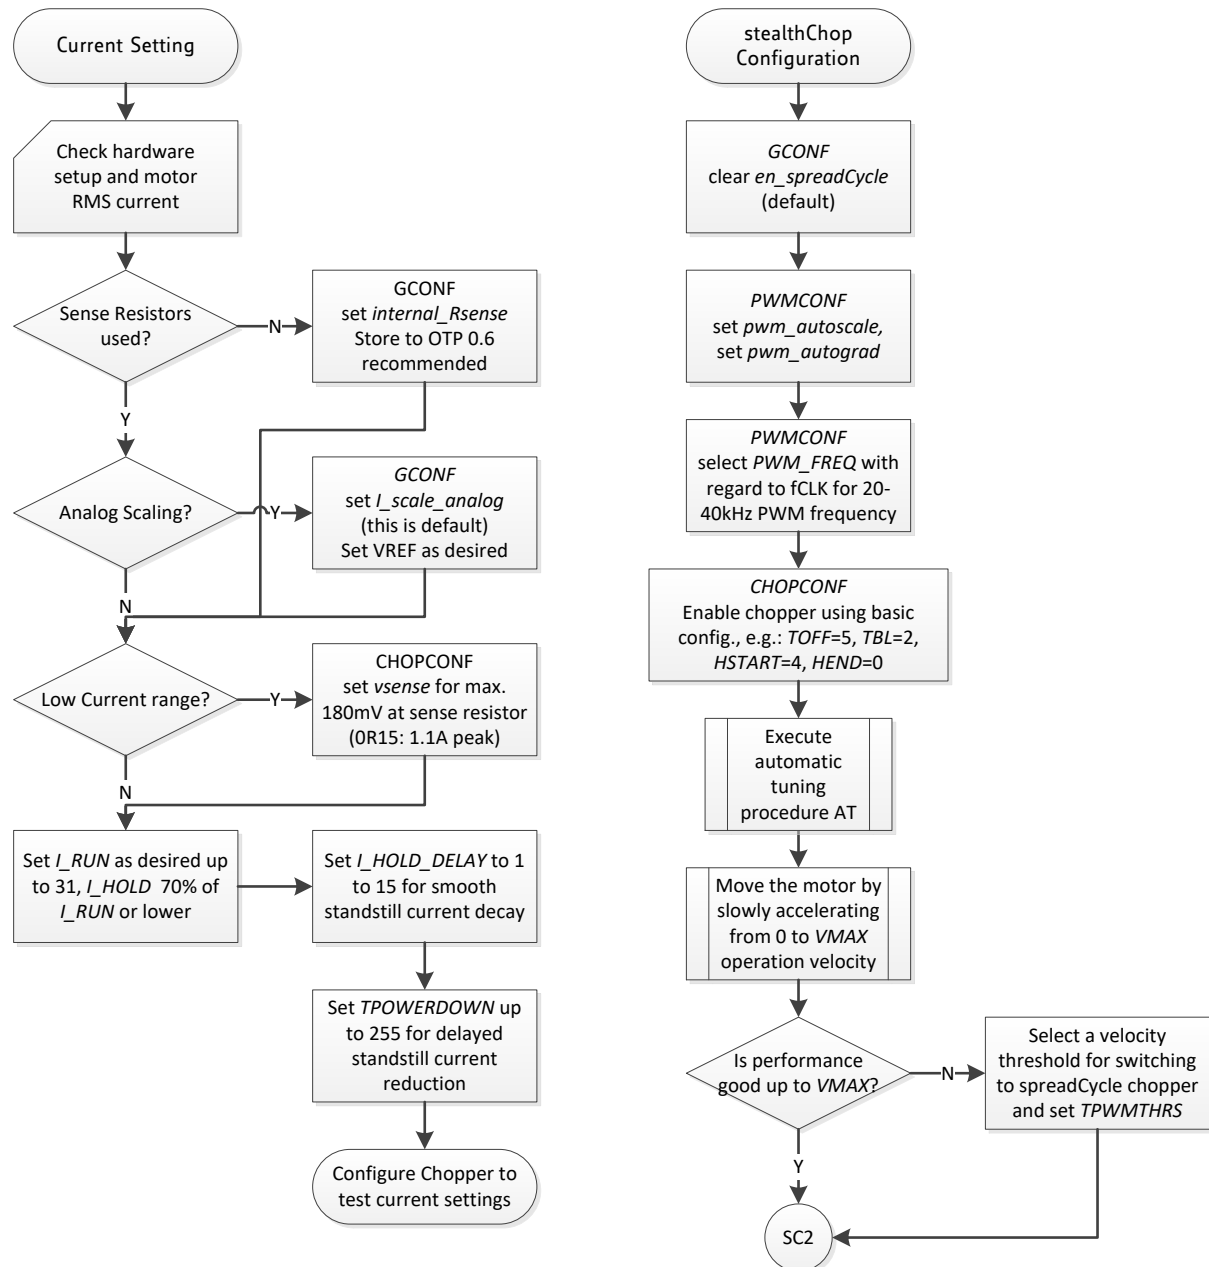 Current Setting
Check hardware
setup and motor
RMS current
Sense Resistors
used?
N
GCONF
set internal_Rsense
Store to OTP 0.6
recommended
Y
Analog Scaling?
Y
GCONF
set I_scale_analog
(this is default)
Set VREF as desired
N
Low Current range?
Y
CHOPCONF
set vsense for max.
180mV at sense resistor
(0R15: 1.1A peak)
N
Set I_RUN as desired up
to 31, I_HOLD 70% of
I_RUN or lower
Set I_HOLD_DELAY to 1
to 15 for smooth
standstill current decay
Set TPOWERDOWN up
to 255 for delayed
standstill current
reduction
Configure Chopper to
test current settings
stealthChop
Configuration
GCONF
clear en_spreadCycle
(default)
PWMCONF
set pwm_autoscale,
set pwm_autograd
PWMCONF
select PWM_FREQ with
regard to fCLK for 20-
40kHz PWM frequency
CHOPCONF
Enable chopper using basic
config., e.g.: TOFF=5, TBL=2,
HSTART=4, HEND=0
Execute
automatic
tuning
procedure AT
Move the motor by
slowly accelerating
from 0 to VMAX
operation velocity
Is performance
good up to VMAX?
N
Select a velocity
threshold for switching
to spreadCycle chopper
and set TPWMTHRS
Y
SC2